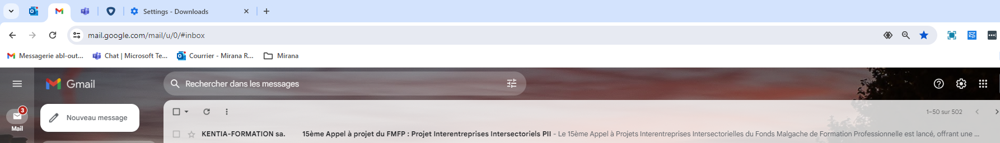 Settings - Downloads
mail.google.com/mail/u/0/#inbox
Messagerie abl-out... Chat | Microsoft Te... Courrier - Mirana R... Mirana
Gmail Rechercher dans les messages
3
Nouveau message 1–50 sur 502
Mail
KENTIA-FORMATION sa. 15ème Appel à projet du FMFP : Projet Interentreprises Intersectoriels PII - Le 15ème Appel à Projets Interentreprises Intersectorielles du Fonds Malgache de Formation Professionnelle est lancé, offrant une ...